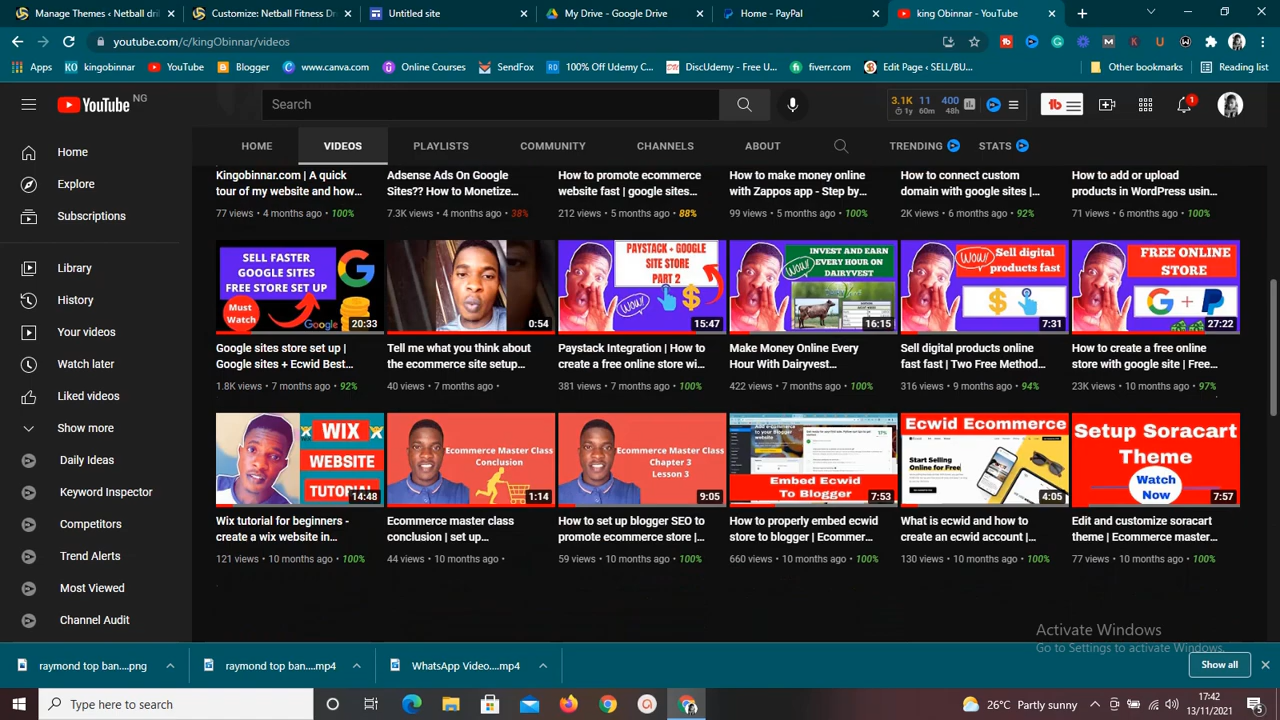 Manage Themes ‹ Netball dril
Customize: Netball Fitness Dr
Untitled site
My Drive - Google Drive
Home - PayPal
king Obinnar - YouTube
youtube.com/c/kingObinnar/videos
Apps
kingobinnar
YouTube
Blogger
www.canva.com
Online Courses
SendFox
100% Off Udemy C...
DiscUdemy - Free U...
fiverr.com
Edit Page ‹ SELL/BU...
Other bookmarks
Reading list
YouTube NG
Search
3.1K 11 400
1y 60m 48h
HOME
VIDEOS
PLAYLISTS
COMMUNITY
CHANNELS
ABOUT
TRENDING
STATS
Home
Explore
Subscriptions
Library
History
Your videos
Watch later
Liked videos
Show more
Daily Ideas
Keyword Inspector
Competitors
Trend Alerts
Most Viewed
Channel Audit
Kingobinnar.com | A quick
tour of my website and how...
77 views • 4 months ago • 100%
Adsense Ads On Google
Sites?? How to Monetize...
7.3K views • 4 months ago • 38%
How to promote ecommerce
website fast | google sites...
212 views • 5 months ago • 88%
How to make money online
with Zappos app - Step by...
99 views • 5 months ago • 100%
How to connect custom
domain with google sites |...
2K views • 6 months ago • 92%
How to add or upload
products in WordPress usin...
71 views • 6 months ago • 100%
SELL FASTER
GOOGLE SITES
FREE STORE SET UP
Must
Watch
Google
20:33
Google sites store set up |
Google sites + Ecwid Best...
1.8K views • 7 months ago • 92%
0:54
Tell me what you think about
the ecommerce site setup...
40 views • 7 months ago •
PAYSTACK + GOOGLE
SITE STORE
PART 2
Wow!
15:47
Paystack Integration | How to
create a free online store wi...
381 views • 7 months ago • 100%
INVEST AND EARN
EVERY HOUR ON
DAIRYVEST
Wow!
16:15
Make Money Online Every
Hour With Dairyvest...
422 views • 7 months ago • 100%
Wow!
Sell digital
products fast
7:31
Sell digital products online
fast fast | Two Free Method...
316 views • 9 months ago • 94%
FREE ONLINE
STORE
Wow!
27:22
How to create a free online
store with google site | Free...
23K views • 10 months ago • 97%
WIX
WEBSITE
TUTORIAL
14:48
Wix tutorial for beginners -
create a wix website in...
121 views • 10 months ago • 100%
Ecommerce Master Class
Conclusion
1:14
Ecommerce master class
conclusion | set up...
44 views • 10 months ago •
Ecommerce Master Class
Chapter 3
Lesson 3
9:05
How to set up blogger SEO to
promote ecommerce store |...
59 views • 10 months ago • 100%
Embed Ecwid
To Blogger
7:53
How to properly embed ecwid
store to blogger | Ecommer...
660 views • 10 months ago • 100%
Ecwid Ecommerce
Start Selling
Online for Free
4:05
What is ecwid and how to
create an ecwid account |...
130 views • 10 months ago • 100%
Setup Soracart
Theme
Watch
Now
7:57
Edit and customize soracart
theme | Ecommerce master...
77 views • 10 months ago • 100%
Activate Windows
Go to Settings to activate Windows.
raymond top ban....png
raymond top ban....mp4
WhatsApp Video....mp4
Show all
Type here to search
26°C Partly sunny
17:42
13/11/2021